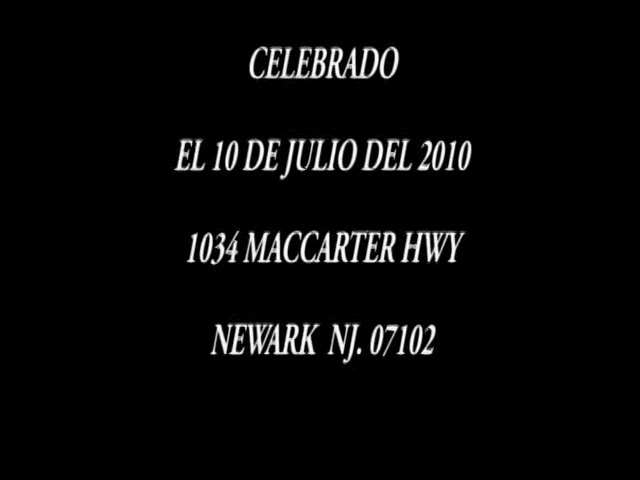 CELEBRADO
EL 10 DE JULIO DEL 2010
1034 MACCARTER HWY
NEWARK NJ. 07102